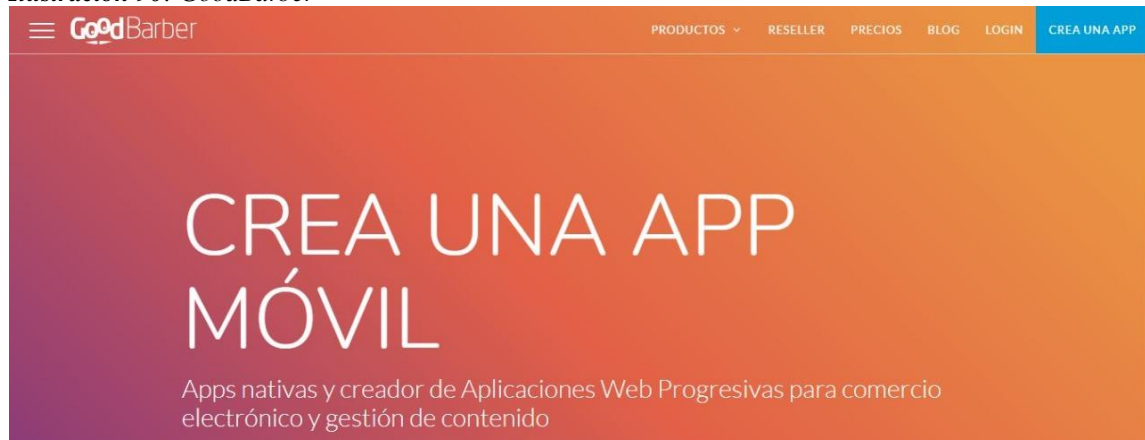 GoodBarber
PRODUCTOS RESELLER PRECIOS BLOG LOGIN CREA UNA APP
CREA UNA APP
MÓVIL
Apps nativas y creador de Aplicaciones Web Progresivas para comercio
electrónico y gestión de contenido